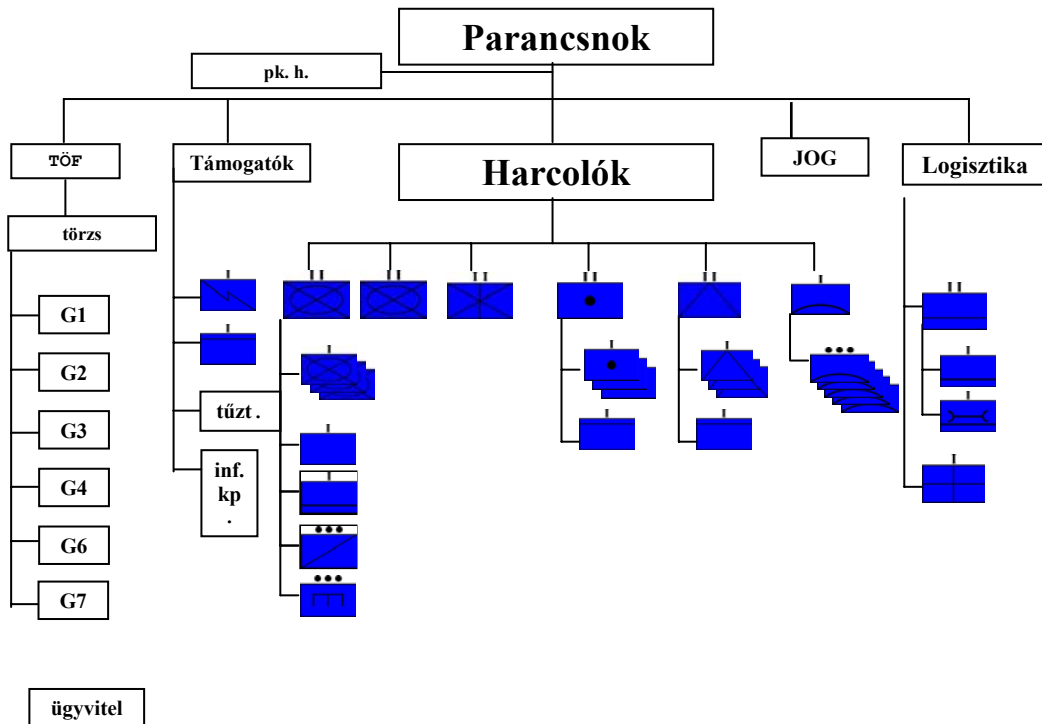 Parancsnok
pk. h.
TÖF
Támogatók
Harcolók
JOG
Logisztika
törzs
G1
G2
G3
G4
G6
G7
tűzt .
inf.
kp
.
ügyvitel